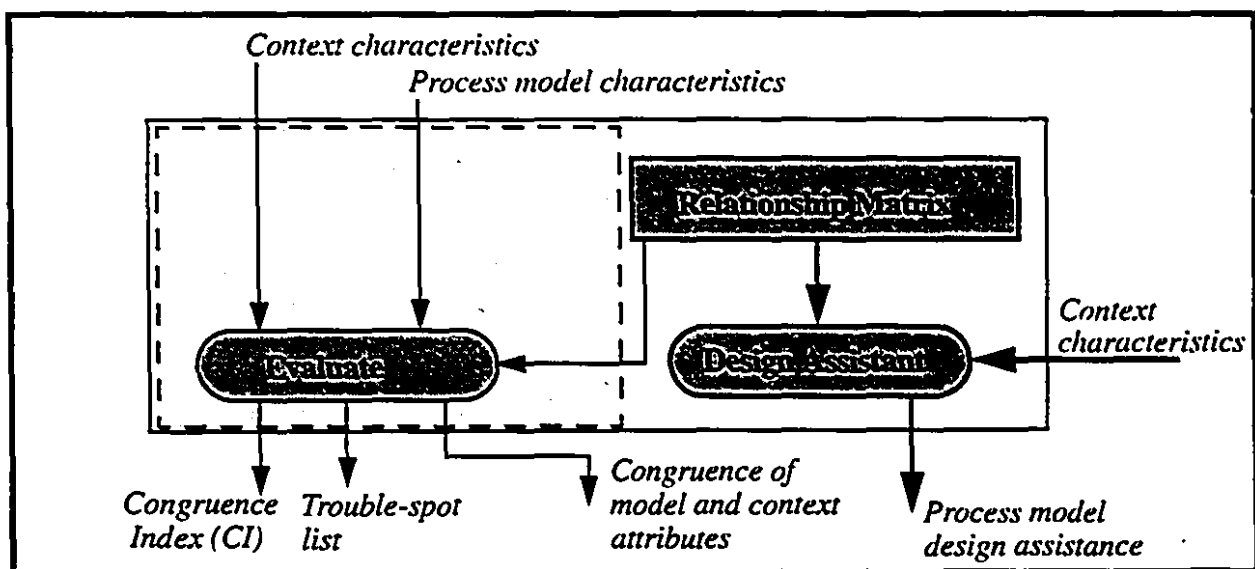 Context characteristics
Process model characteristics
Relationship Matrix
Context
characteristics
Evaluate
Design Assistant
Congruence
Index (CI)
Trouble-spot
list
Congruence of
model and context
attributes
Process model
design assistance